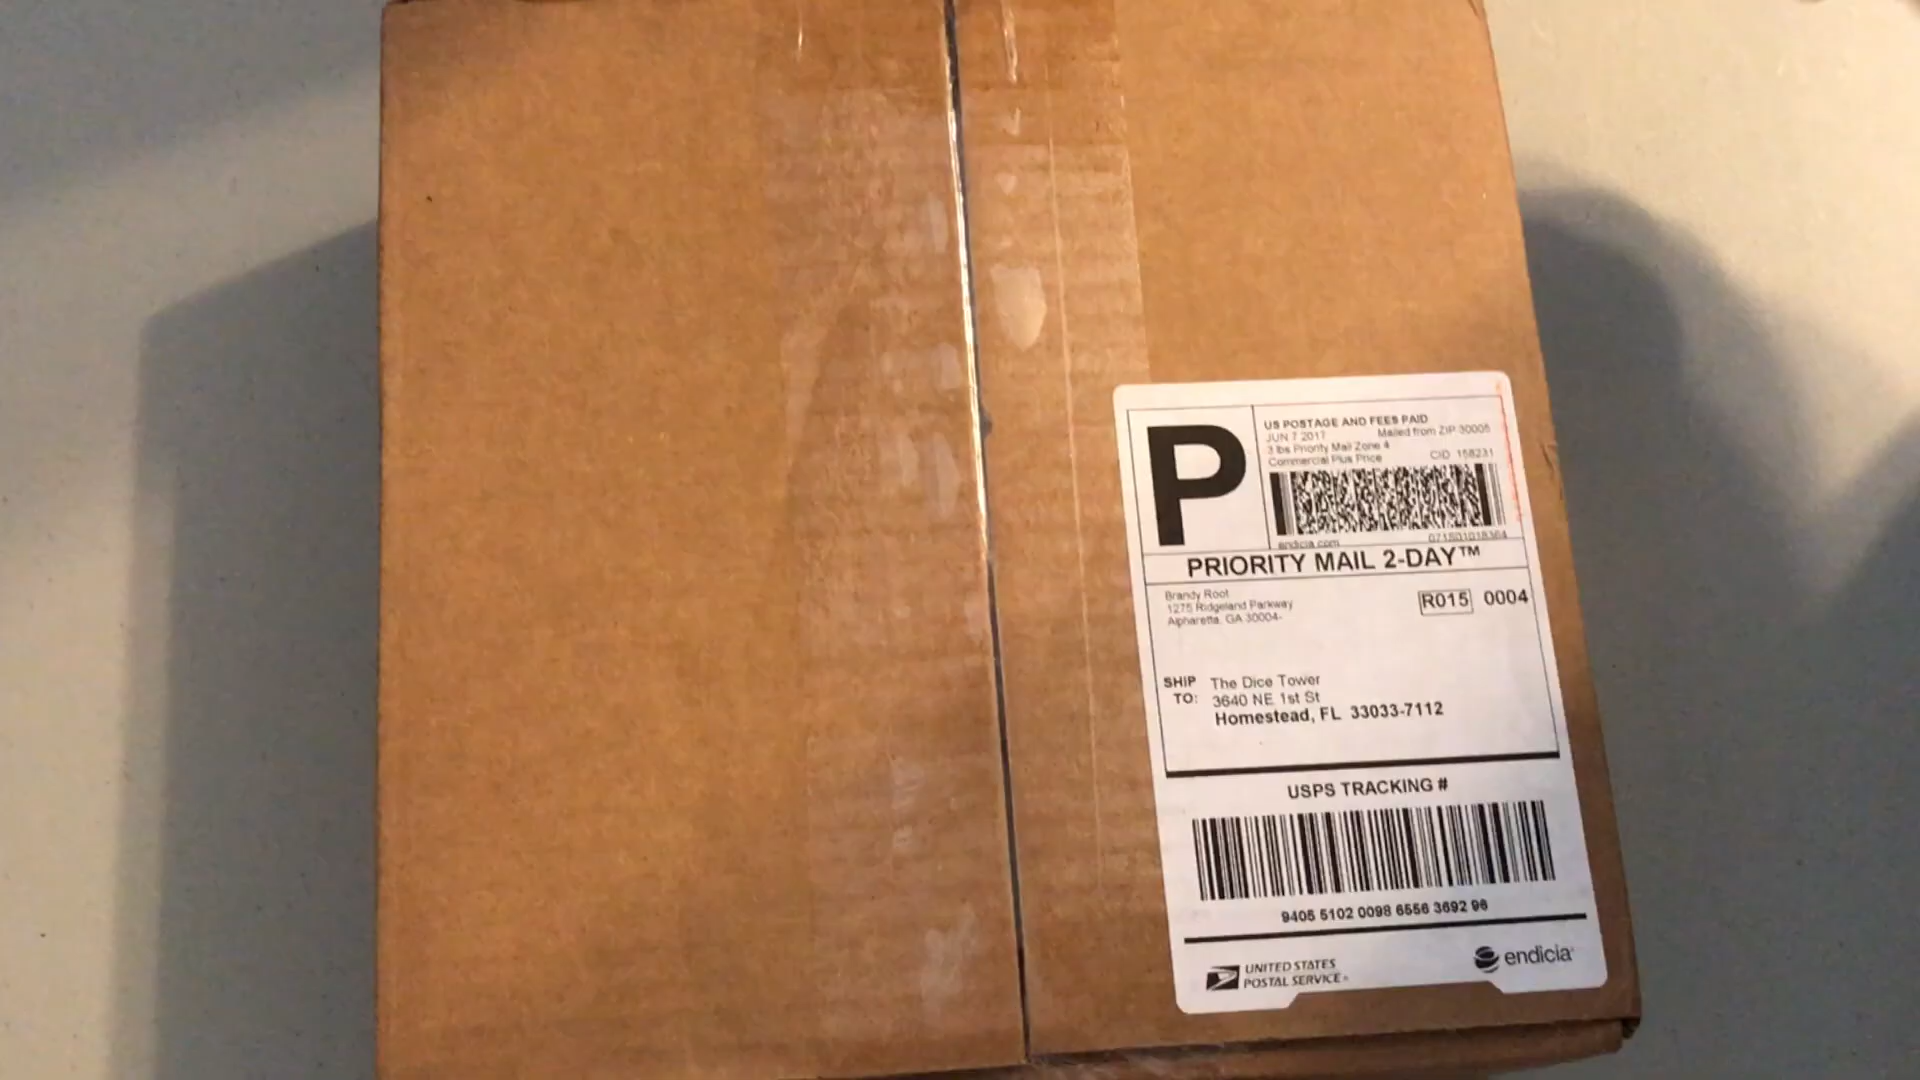 P
US POSTAGE AND FEES PAID
JUN 7 2017 Mailed from ZIP 30005
3 lbs Priority Mail Zone 4
Commercial Plus Price CID 158231
endicia.com 071S01018364
PRIORITY MAIL 2-DAY™
Brandy Root
1275 Ridgeland Parkway
Alpharetta, GA 30004-
R015 0004
SHIP TO: The Dice Tower
3640 NE 1st St
Homestead, FL 33033-7112
USPS TRACKING #
9405 5102 0098 6556 3692 96
UNITED STATES
POSTAL SERVICE®
endicia®